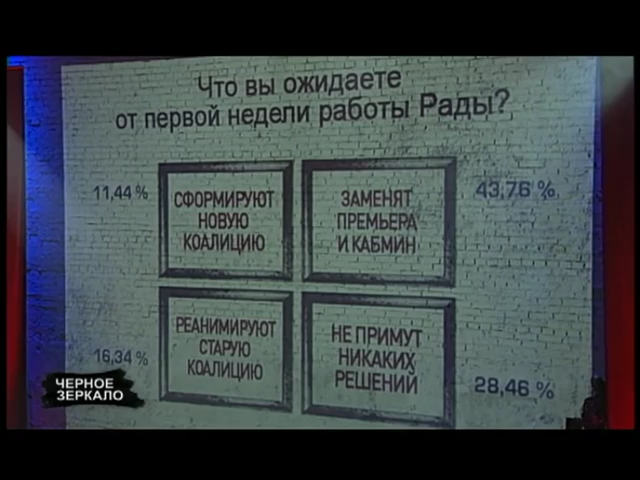 Что вы ожидаете
от первой недели работы Рады?
11,44 %
СФОРМИРУЮТ
НОВУЮ
КОАЛИЦИЮ
ЗАМЕНЯТ
ПРЕМЬЕРА
И КАБМИН
43,76 %
16,34 %
РЕАНИМИРУЮТ
СТАРУЮ
КОАЛИЦИЮ
НЕ ПРИМУТ
НИКАКИХ
РЕШЕНИЙ
28,46 %
ЧЕРНОЕ
ЗЕРКАЛО